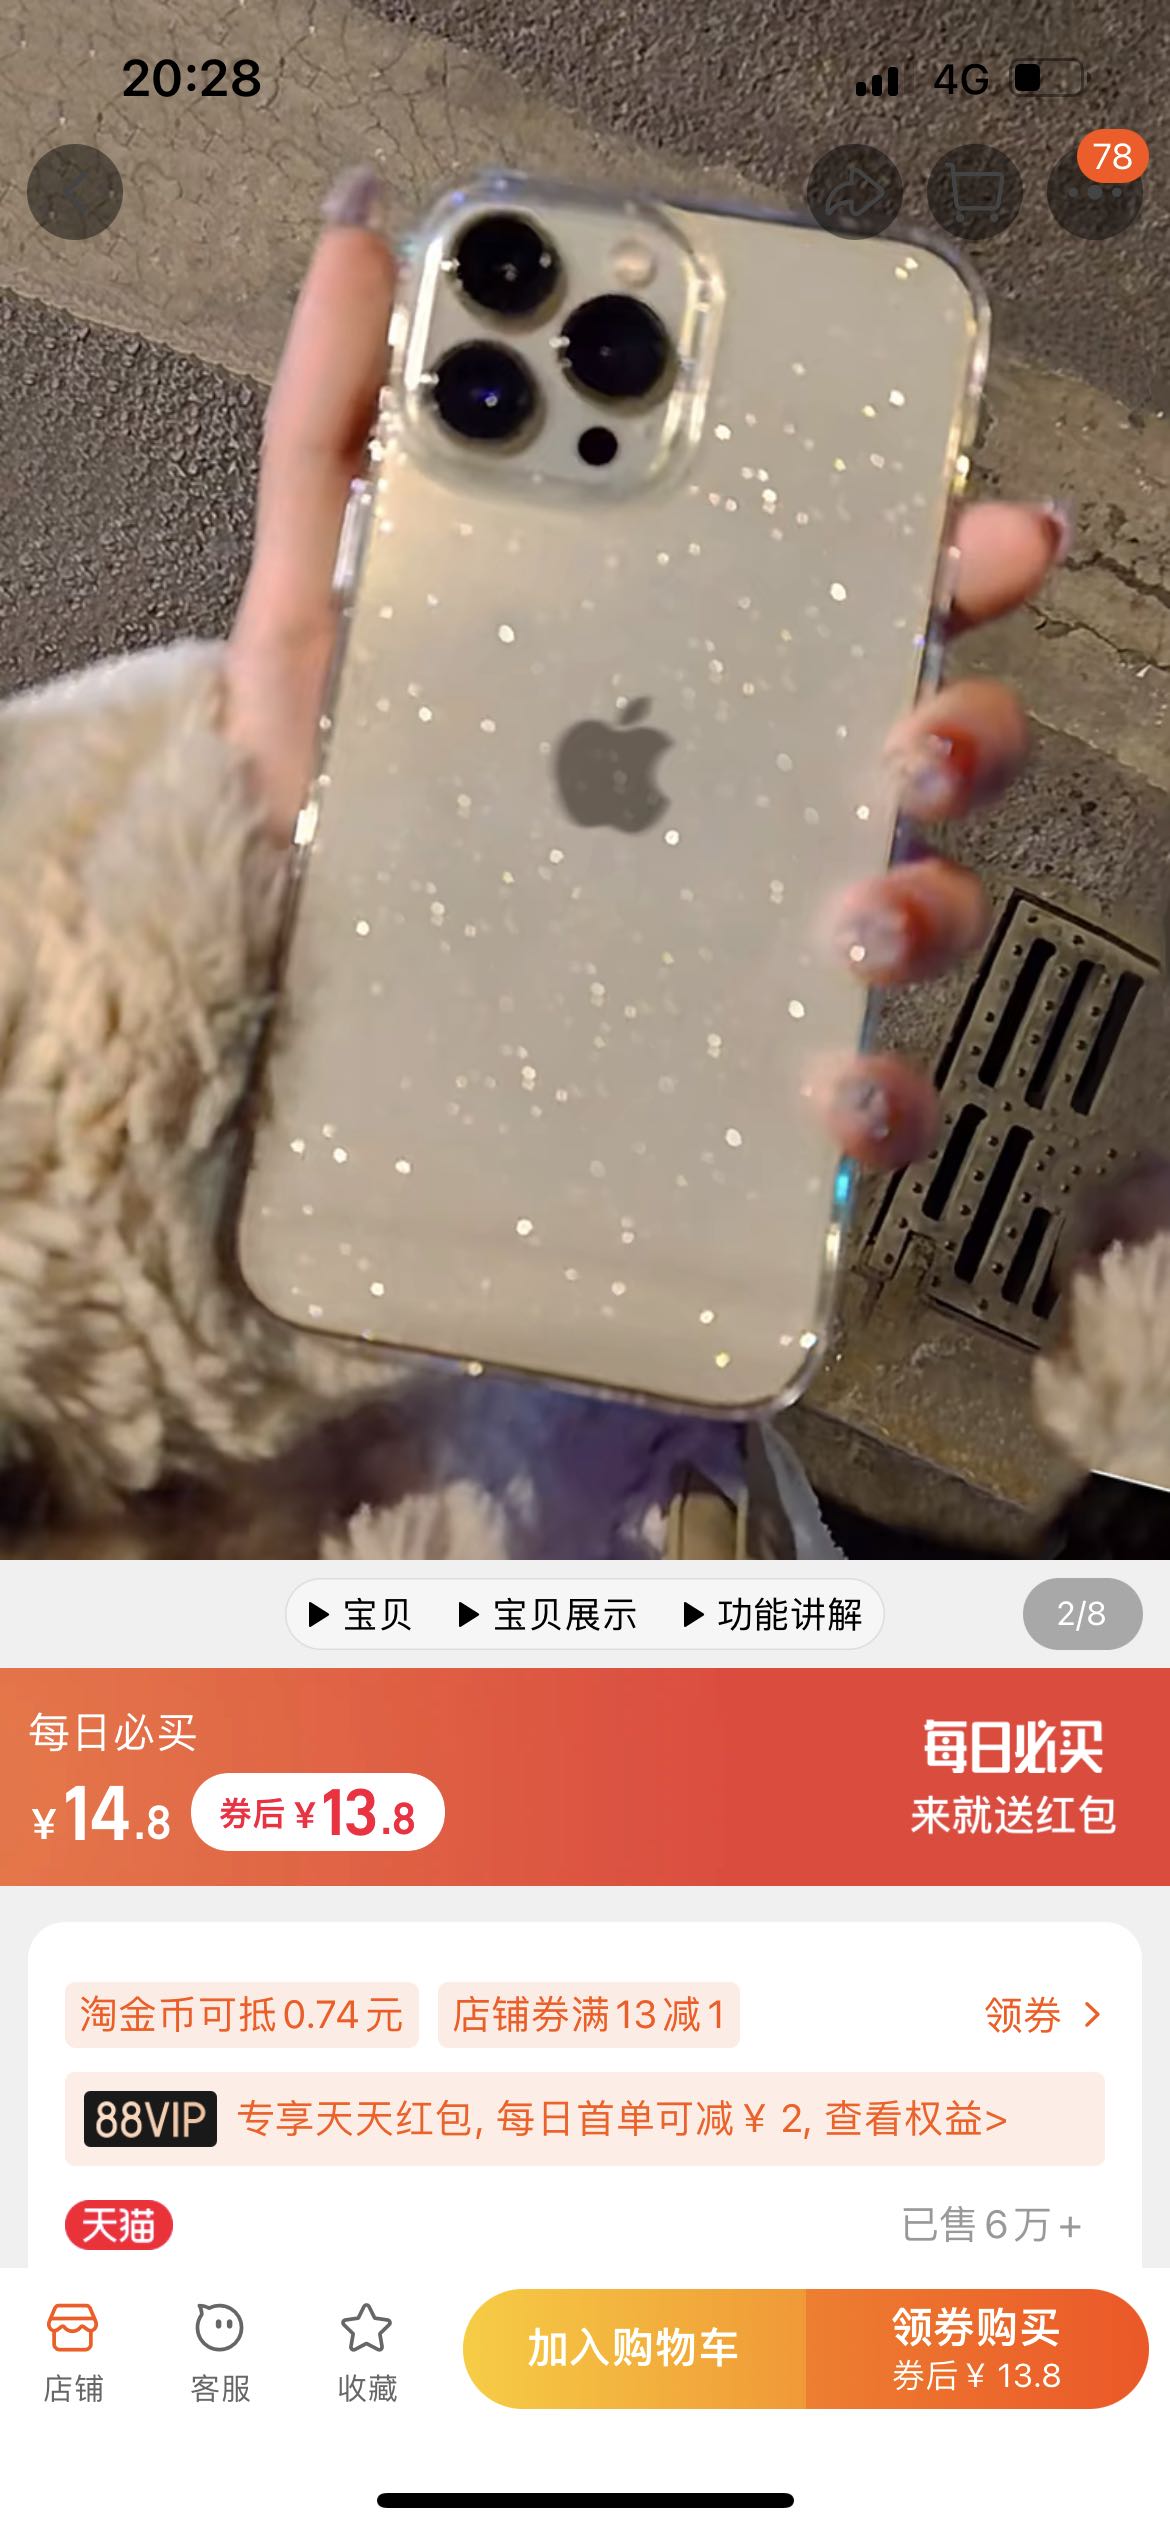 20:28
4G
78
宝贝 宝贝展示 功能讲解
2/8
每日必买
¥14.8 券后¥13.8
每日必买
来就送红包
淘金币可抵0.74元 店铺券满13减1 领券 >
88VIP 专享天天红包, 每日首单可减¥ 2, 查看权益>
天猫 已售6万+
店铺 客服 收藏
加入购物车
领券购买
券后¥ 13.8